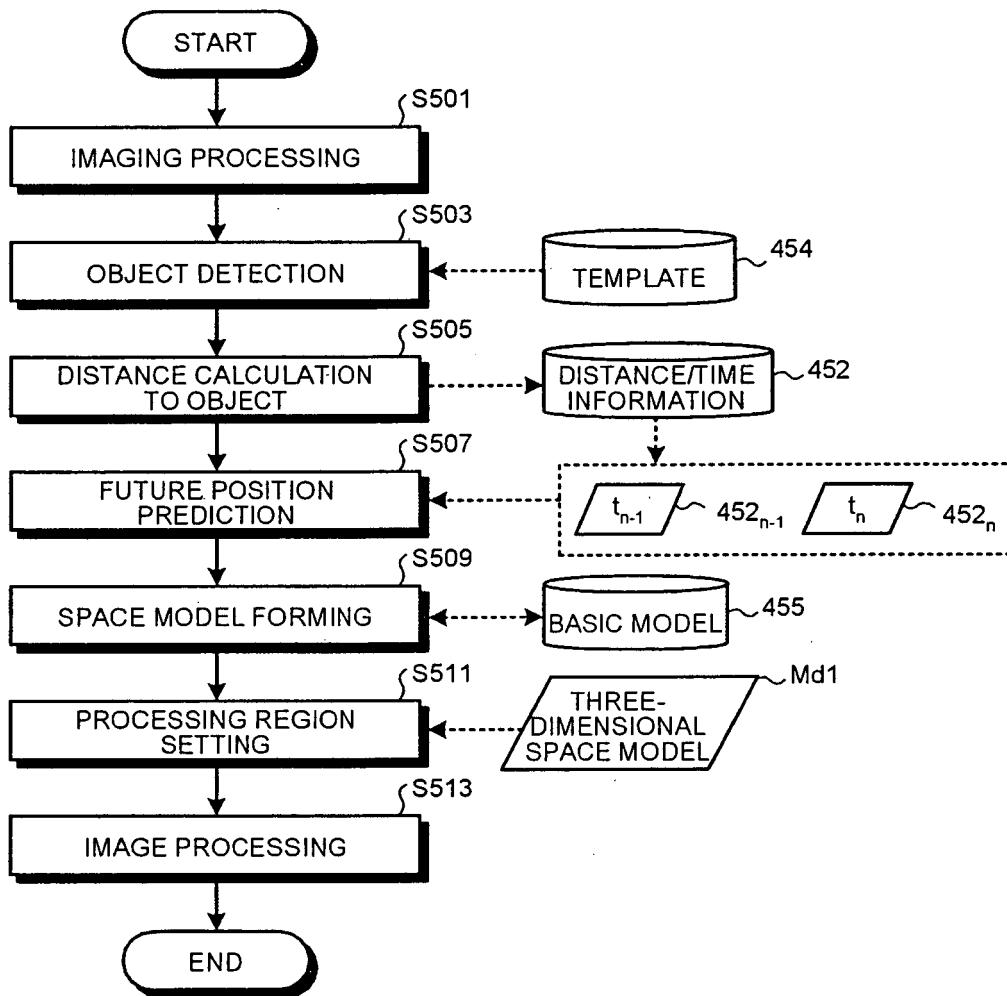 START
S501
IMAGING PROCESSING
S503
OBJECT DETECTION
TEMPLATE
454
S505
DISTANCE CALCULATION
TO OBJECT
DISTANCE/TIME
INFORMATION
452
S507
FUTURE POSITION
PREDICTION
tn-1
452n-1
tn
452n
S509
SPACE MODEL FORMING
BASIC MODEL
455
S511
PROCESSING REGION
SETTING
Md1
THREE-
DIMENSIONAL
SPACE MODEL
S513
IMAGE PROCESSING
END